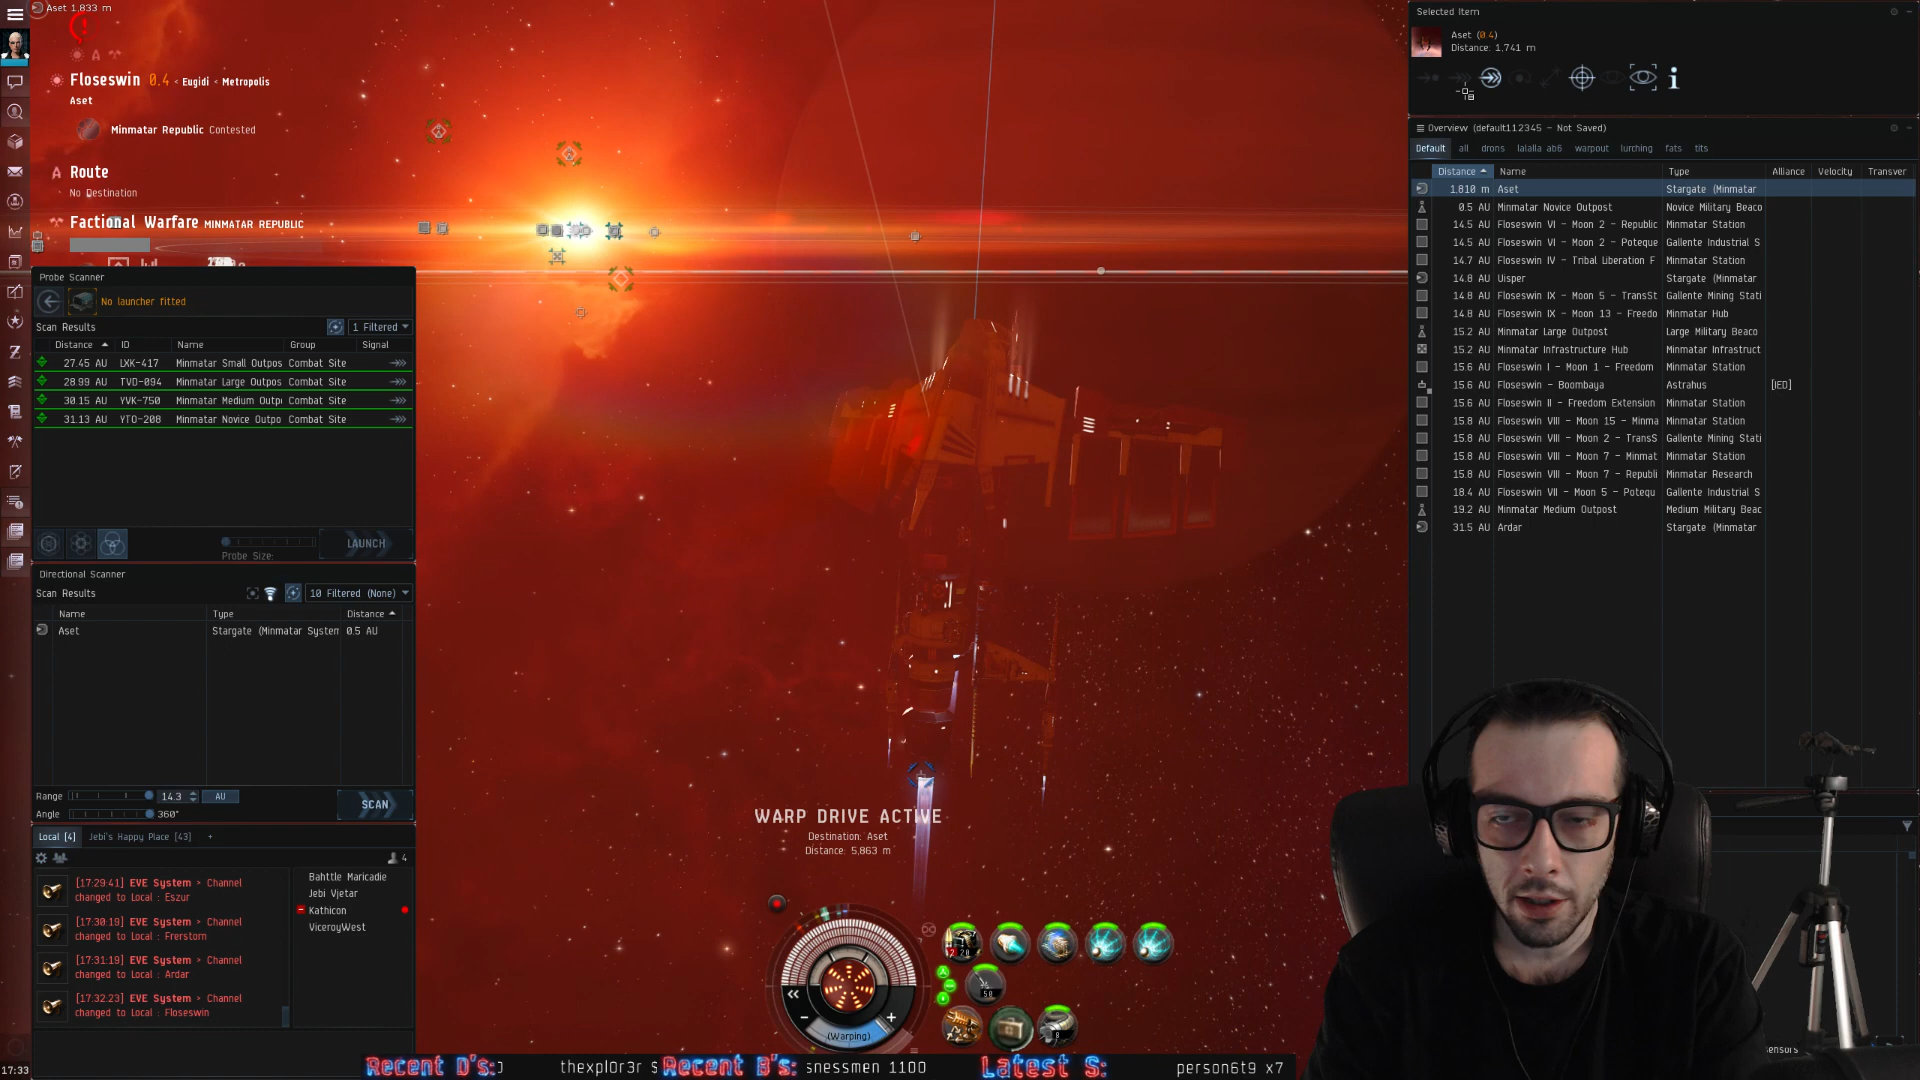 Aset 1,833 m
Floseswin 0.4 < Eugidi < Metropolis
Aset
Minmatar Republic Contested
Route
No Destination
Factional Warfare MINMATAR REPUBLIC
Probe Scanner
No launcher fitted
Scan Results
1 Filtered
Distance ID Name Group Signal
27.45 AU LXK-417 Minmatar Small Outpos Combat Site
28.99 AU TVD-094 Minmatar Large Outpos Combat Site
30.15 AU YVK-750 Minmatar Medium Outp Combat Site
31.13 AU YTO-208 Minmatar Novice Outpo Combat Site
Probe Size:
LAUNCH
Directional Scanner
Scan Results
10 Filtered (None)
Name Type Distance
Aset Stargate (Minmatar System 0.5 AU
Range 14.3 AU
Angle 360°
SCAN
Local [4] Jebi's Happy Place [43] +
4
[17:29:41] EVE System > Channel
changed to Local : Eszur
[17:30:19] EVE System > Channel
changed to Local : Frerstorn
[17:31:19] EVE System > Channel
changed to Local : Ardar
[17:32:23] EVE System > Channel
changed to Local : Floseswin
Bahttle Maricadie
Jebi Vjetar
Kathicon
ViceroyWest
17:33
WARP DRIVE ACTIVE
Destination: Aset
Distance: 5,863 m
(Warping)
28
50
8
Recent D's:
thexpl0r3r $
Recent B's:
snessmen 1100
Latest S:
person6t9 x7
Selected Item
Aset (0.4)
Distance: 1,741 m
Overview (default112345 - Not Saved)
Default all drons lalalla ab6 warpout lurching fats tits
Distance Name Type Alliance Velocity Transver
1,810 m Aset Stargate (Minmatar
0.5 AU Minmatar Novice Outpost Novice Military Beaco
14.5 AU Floseswin VI - Moon 2 - Republic Minmatar Station
14.5 AU Floseswin VI - Moon 2 - Poteque Gallente Industrial S
14.7 AU Floseswin IV - Tribal Liberation F Minmatar Station
14.8 AU Uisper Stargate (Minmatar
14.8 AU Floseswin IX - Moon 5 - TransSt Gallente Mining Stati
14.8 AU Floseswin IX - Moon 13 - Freedo Minmatar Hub
15.2 AU Minmatar Large Outpost Large Military Beaco
15.2 AU Minmatar Infrastructure Hub Minmatar Infrastruct
15.6 AU Floseswin I - Moon 1 - Freedom Minmatar Station
15.6 AU Floseswin - Boombaya Astrahus [IED]
15.6 AU Floseswin II - Freedom Extension Minmatar Station
15.8 AU Floseswin VIII - Moon 15 - Minma Minmatar Station
15.8 AU Floseswin VIII - Moon 2 - TransS Gallente Mining Stati
15.8 AU Floseswin VIII - Moon 7 - Minmat Minmatar Station
15.8 AU Floseswin VIII - Moon 7 - Republi Minmatar Research
18.4 AU Floseswin VII - Moon 5 - Potequ Gallente Industrial S
19.2 AU Minmatar Medium Outpost Medium Military Beac
31.5 AU Ardar Stargate (Minmatar
ensors